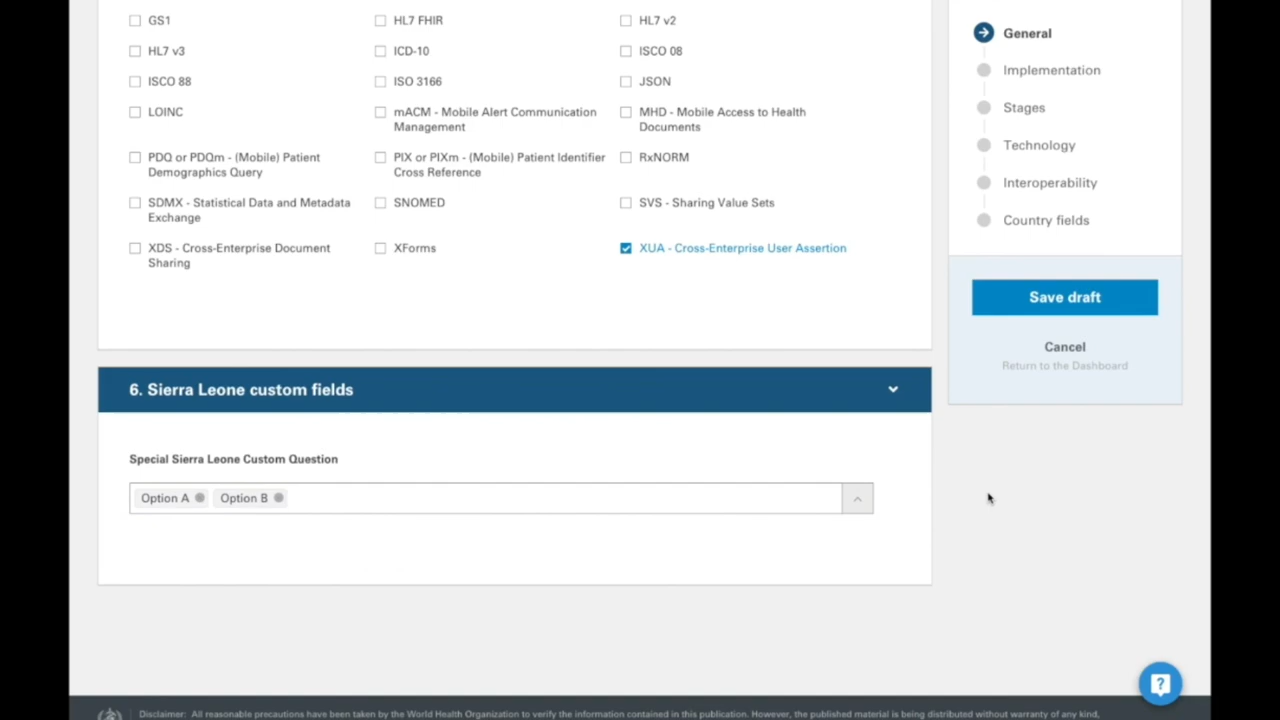 GS1
HL7 FHIR
HL7 v2
HL7 v3
ICD-10
ISCO 08
ISCO 88
ISO 3166
JSON
LOINC
mACM - Mobile Alert Communication
Management
MHD - Mobile Access to Health
Documents
PDQ or PDQm - (Mobile) Patient
Demographics Query
PIX or PIXm - (Mobile) Patient Identifier
Cross Reference
RxNORM
SDMX - Statistical Data and Metadata
Exchange
SNOMED
SVS - Sharing Value Sets
XDS - Cross-Enterprise Document
Sharing
XForms
XUA - Cross-Enterprise User Assertion
6. Sierra Leone custom fields
Special Sierra Leone Custom Question
Option A
Option B
General
Implementation
Stages
Technology
Interoperability
Country fields
Save draft
Cancel
Return to the Dashboard
?
Disclaimer: All reasonable precautions have been taken by the World Health Organization to verify the information contained in this publication. However, the published material is being distributed without warranty of any kind,